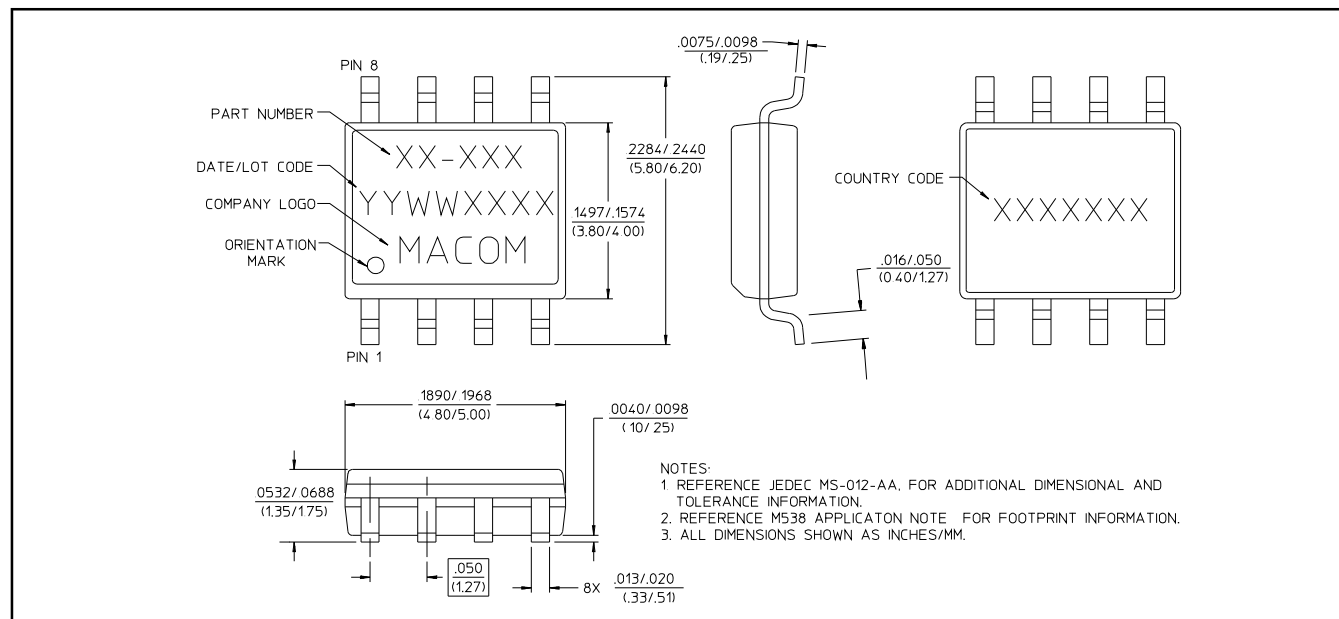 PIN 8
PART NUMBER
XX-XXX
DATE/LOT CODE
YYWWXXXX
COMPANY LOGO
MACOM
ORIENTATION
MARK
PIN 1
.1497/.1574
(3.80/4.00)
.2284/.2440
(5.80/6.20)
.0075/.0098
(.19/.25)
.016/.050
(0.40/1.27)
COUNTRY CODE
XXXXXXX
.1890/.1968
(4.80/5.00)
.0040/.0098
(.10/.25)
.0532/.0688
(1.35/1.75)
.050
(1.27)
8X
.013/.020
(.33/.51)
NOTES:
1. REFERENCE JEDEC MS-012-AA, FOR ADDITIONAL DIMENSIONAL AND
TOLERANCE INFORMATION.
2. REFERENCE M538 APPLICATON NOTE FOR FOOTPRINT INFORMATION.
3. ALL DIMENSIONS SHOWN AS INCHES/MM.